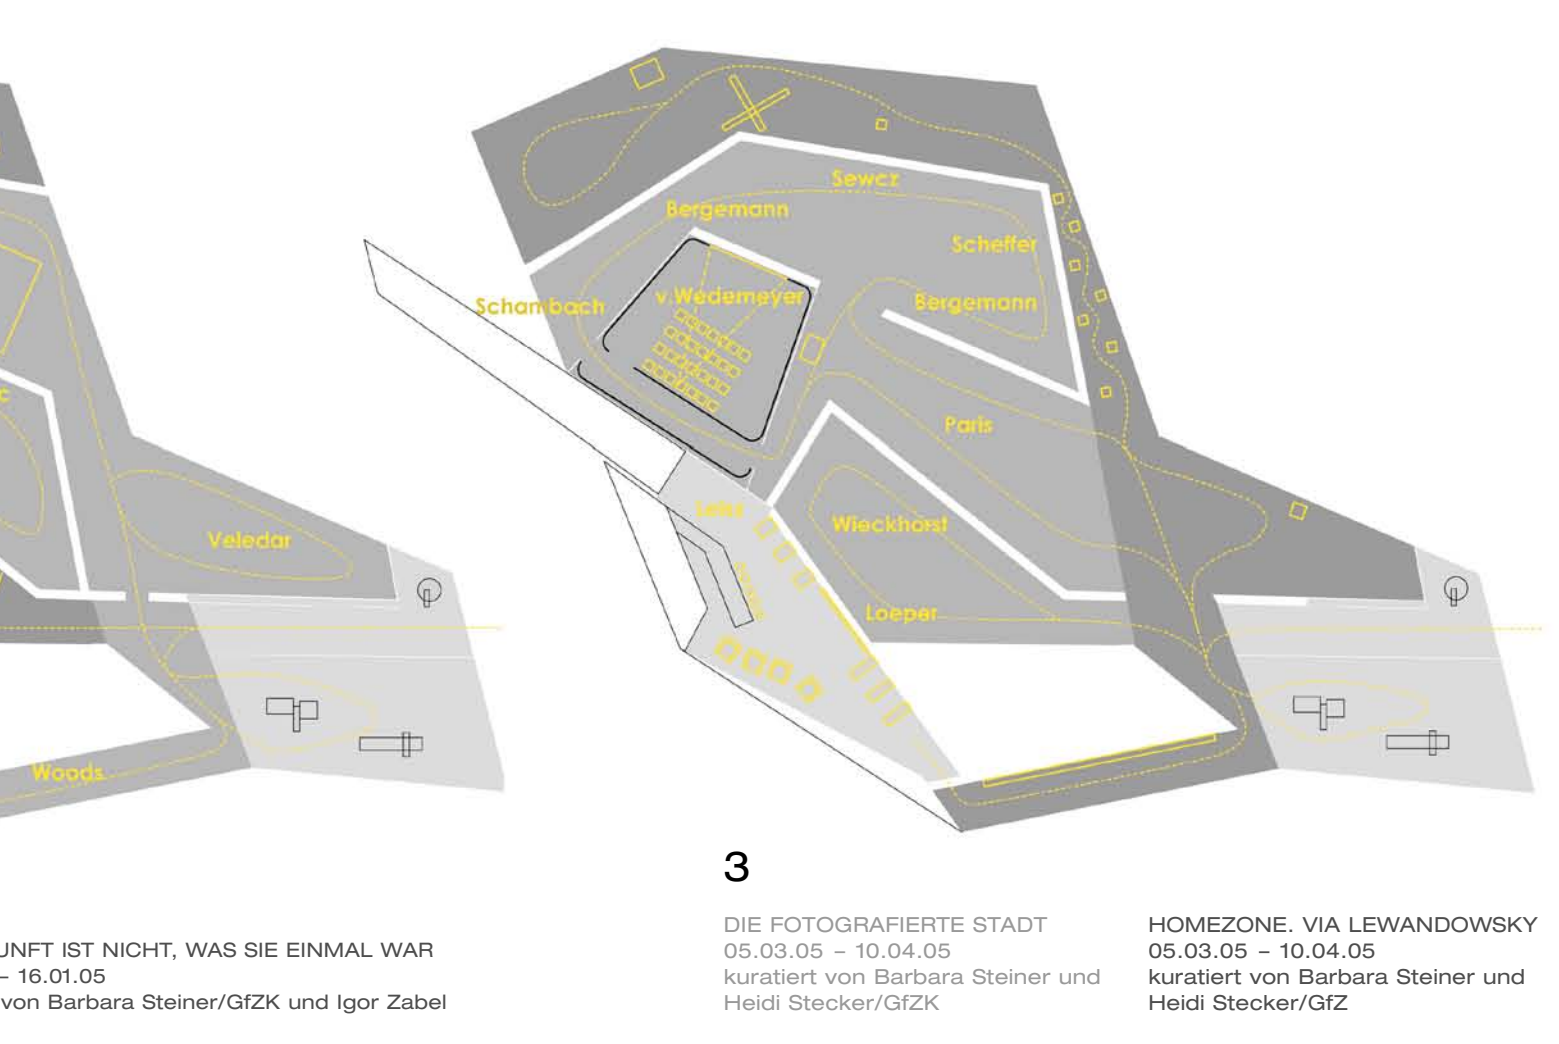 Sewcz
Bergemann
Scheffer
Schambach
v.Wedemeyer
Bergemann
Paris
Wieckhorst
Loeper
Veledar
Woods
c
3
UNFT IST NICHT, WAS SIE EINMAL WAR
– 16.01.05
von Barbara Steiner/GfZK und Igor Zabel
DIE FOTOGRAFIERTE STADT
05.03.05 – 10.04.05
kuratiert von Barbara Steiner und
Heidi Stecker/GfZK
HOMEZONE. VIA LEWANDOWSKY
05.03.05 – 10.04.05
kuratiert von Barbara Steiner und
Heidi Stecker/GfZ